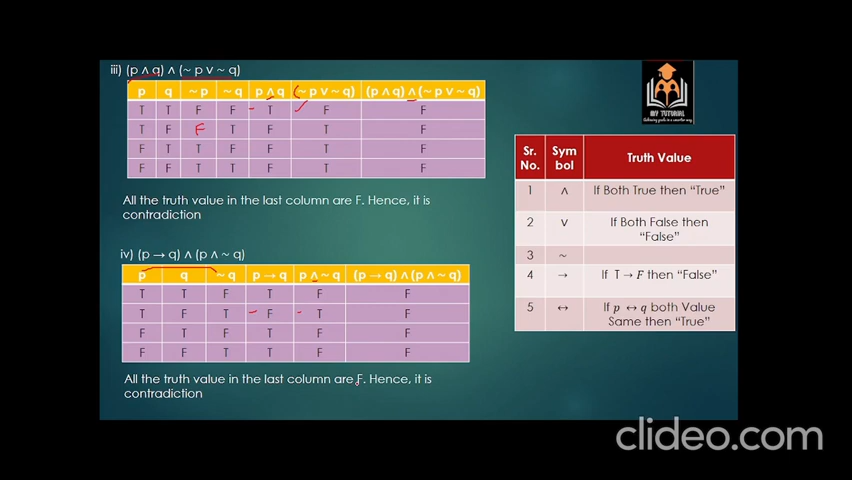 iii) (p ∧ q) ∧ (~ p ∨ ~ q)
p q ~ p ~ q p ∧ q (~ p ∨ ~ q) (p ∧ q) ∧ (~ p ∨ ~ q)
T T F F T F F
T F F T F T F
F T T F F T F
F F T T F T F
All the truth value in the last column are F. Hence, it is
contradiction
iv) (p → q) ∧ (p ∧ ~ q)
p q ~ q p → q p ∧ ~ q (p → q) ∧ (p ∧ ~ q)
T T F T F F
T F T F T F
F T F T F F
F F T T F F
All the truth value in the last column are F. Hence, it is
contradiction
MY TUTORIAL
Sr. No. Sym bol Truth Value
1 ∧ If Both True then "True"
2 ∨ If Both False then
"False"
3 ~
4 → If T → F then "False"
5 ↔ If p ↔ q both Value
Same then "True"
clideo.com